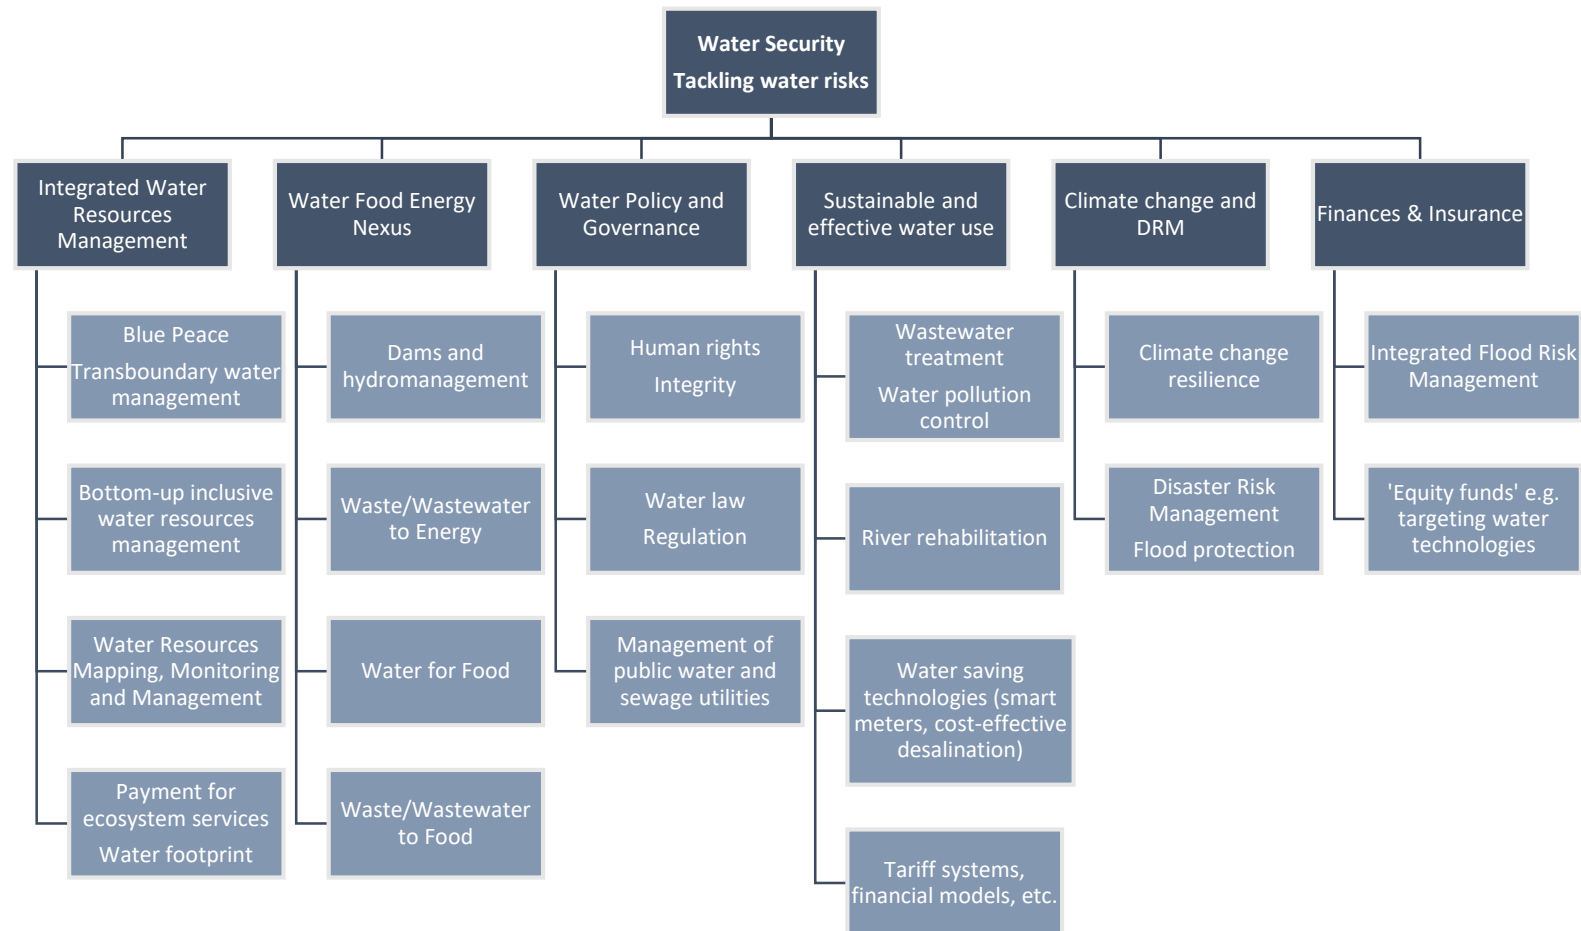 Water Security
Tackling water risks
Integrated Water
Resources
Management
Water Food Energy
Nexus
Water Policy and
Governance
Sustainable and
effective water use
Climate change and
DRM
Finances & Insurance
Blue Peace
Transboundary water
management
Bottom-up inclusive
water resources
management
Water Resources
Mapping, Monitoring
and Management
Payment for
ecosystem services
Water footprint
Dams and
hydromanagement
Waste/Wastewater
to Energy
Water for Food
Waste/Wastewater
to Food
Human rights
Integrity
Water law
Regulation
Management of
public water and
sewage utilities
Wastewater
treatment
Water pollution
control
River rehabilitation
Water saving
technologies (smart
meters, cost-effective
desalination)
Tariff systems,
financial models, etc.
Climate change
resilience
Disaster Risk
Management
Flood protection
Integrated Flood Risk
Management
'Equity funds' e.g.
targeting water
technologies